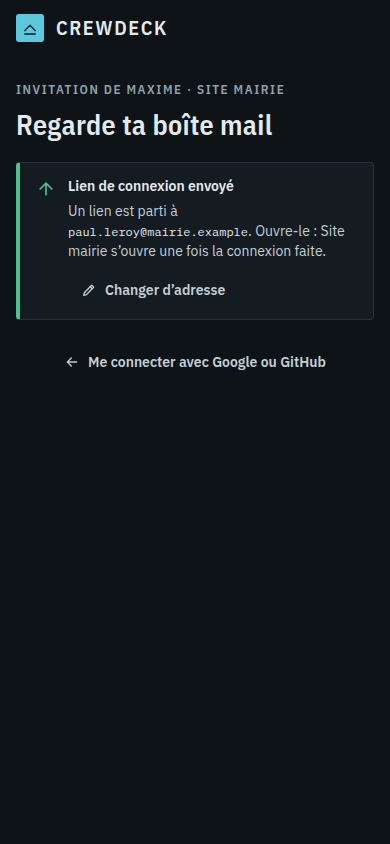 CREWDECK
INVITATION DE MAXIME · SITE MAIRIE
Regarde ta boîte mail
Lien de connexion envoyé
Un lien est parti à
paul.leroy@mairie.example. Ouvre-le : Site
mairie s’ouvre une fois la connexion faite.
Changer d’adresse
Me connecter avec Google ou GitHub